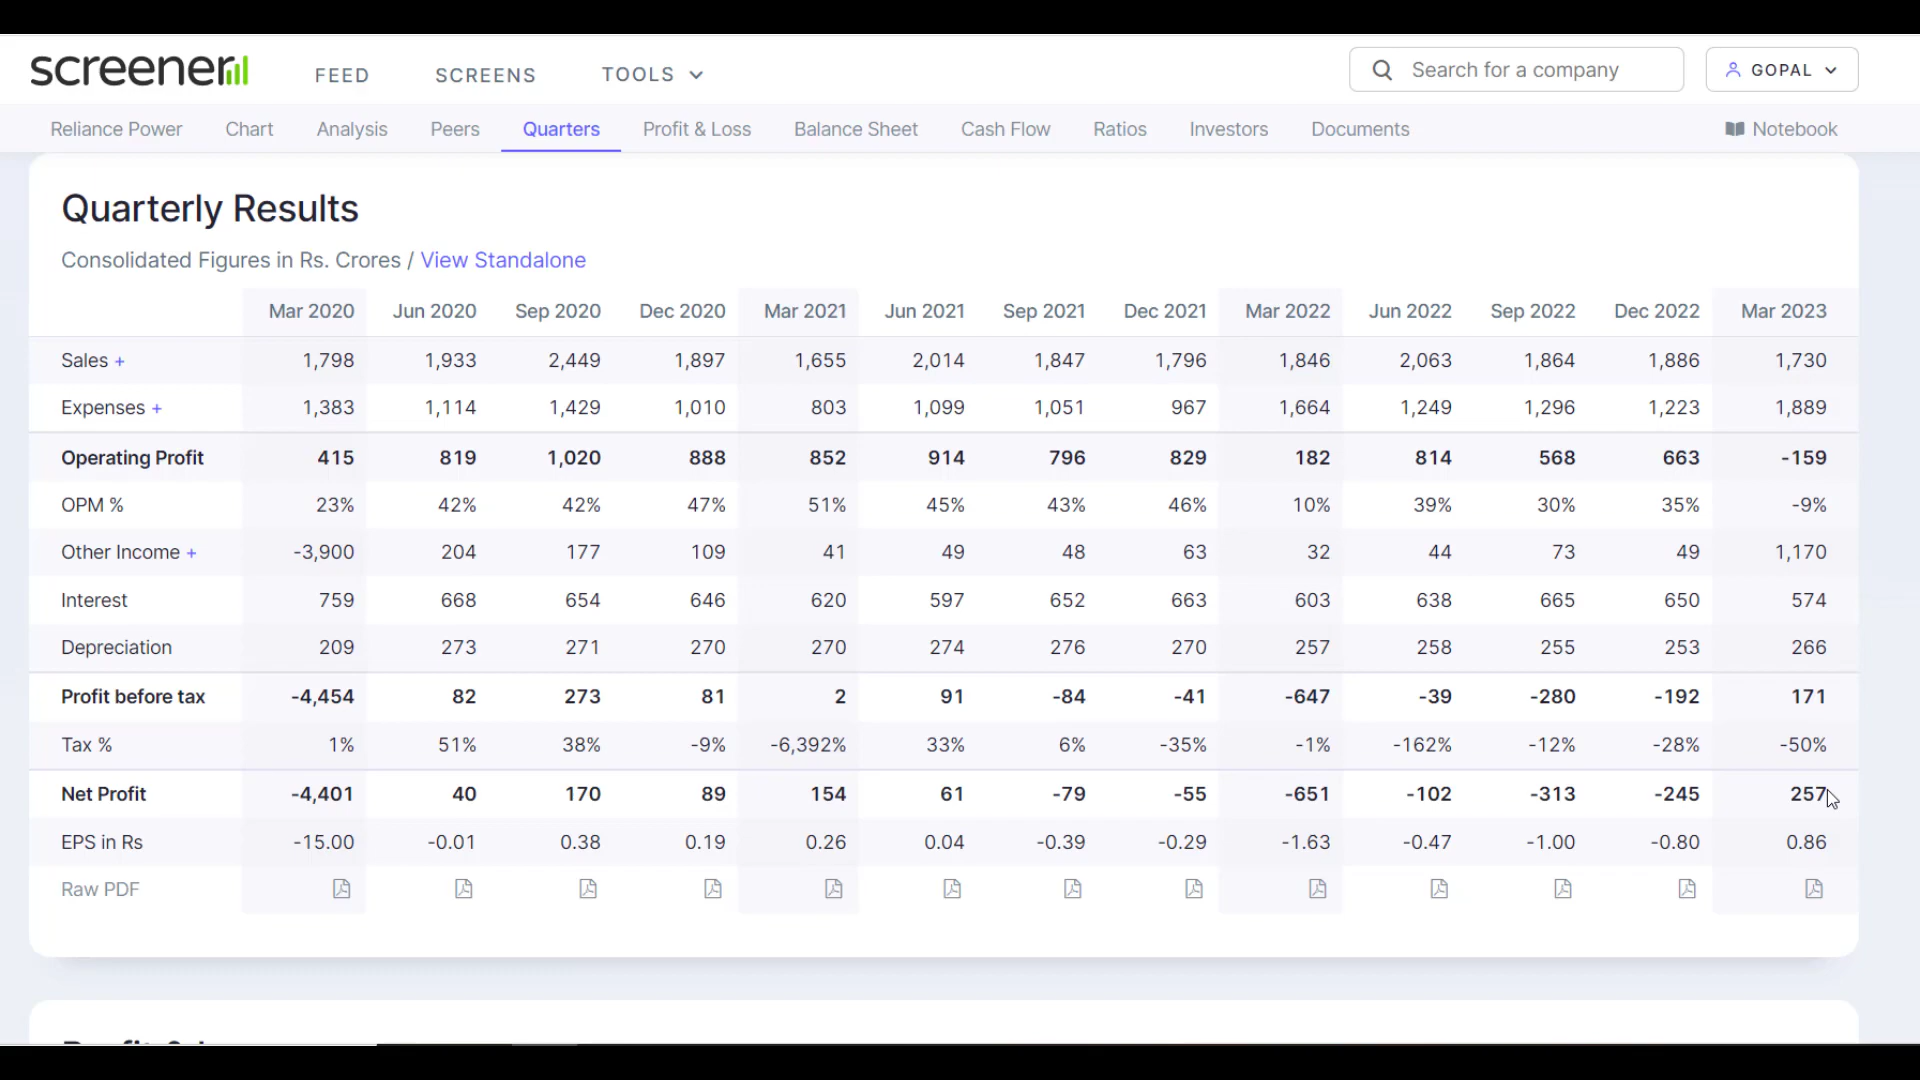 screener
FEED SCREENS TOOLS
Search for a company
GOPAL
Reliance Power Chart Analysis Peers Quarters Profit & Loss Balance Sheet Cash Flow Ratios Investors Documents Notebook
Quarterly Results
Consolidated Figures in Rs. Crores / View Standalone
Mar 2020 Jun 2020 Sep 2020 Dec 2020 Mar 2021 Jun 2021 Sep 2021 Dec 2021 Mar 2022 Jun 2022 Sep 2022 Dec 2022 Mar 2023
Sales + 1,798 1,933 2,449 1,897 1,655 2,014 1,847 1,796 1,846 2,063 1,864 1,886 1,730
Expenses + 1,383 1,114 1,429 1,010 803 1,099 1,051 967 1,664 1,249 1,296 1,223 1,889
Operating Profit 415 819 1,020 888 852 914 796 829 182 814 568 663 -159
OPM % 23% 42% 42% 47% 51% 45% 43% 46% 10% 39% 30% 35% -9%
Other Income + -3,900 204 177 109 41 49 48 63 32 44 73 49 1,170
Interest 759 668 654 646 620 597 652 663 603 638 665 650 574
Depreciation 209 273 271 270 270 274 276 270 257 258 255 253 266
Profit before tax -4,454 82 273 81 2 91 -84 -41 -647 -39 -280 -192 171
Tax % 1% 51% 38% -9% -6,392% 33% 6% -35% -1% -162% -12% -28% -50%
Net Profit -4,401 40 170 89 154 61 -79 -55 -651 -102 -313 -245 257
EPS in Rs -15.00 -0.01 0.38 0.19 0.26 0.04 -0.39 -0.29 -1.63 -0.47 -1.00 -0.80 0.86
Raw PDF